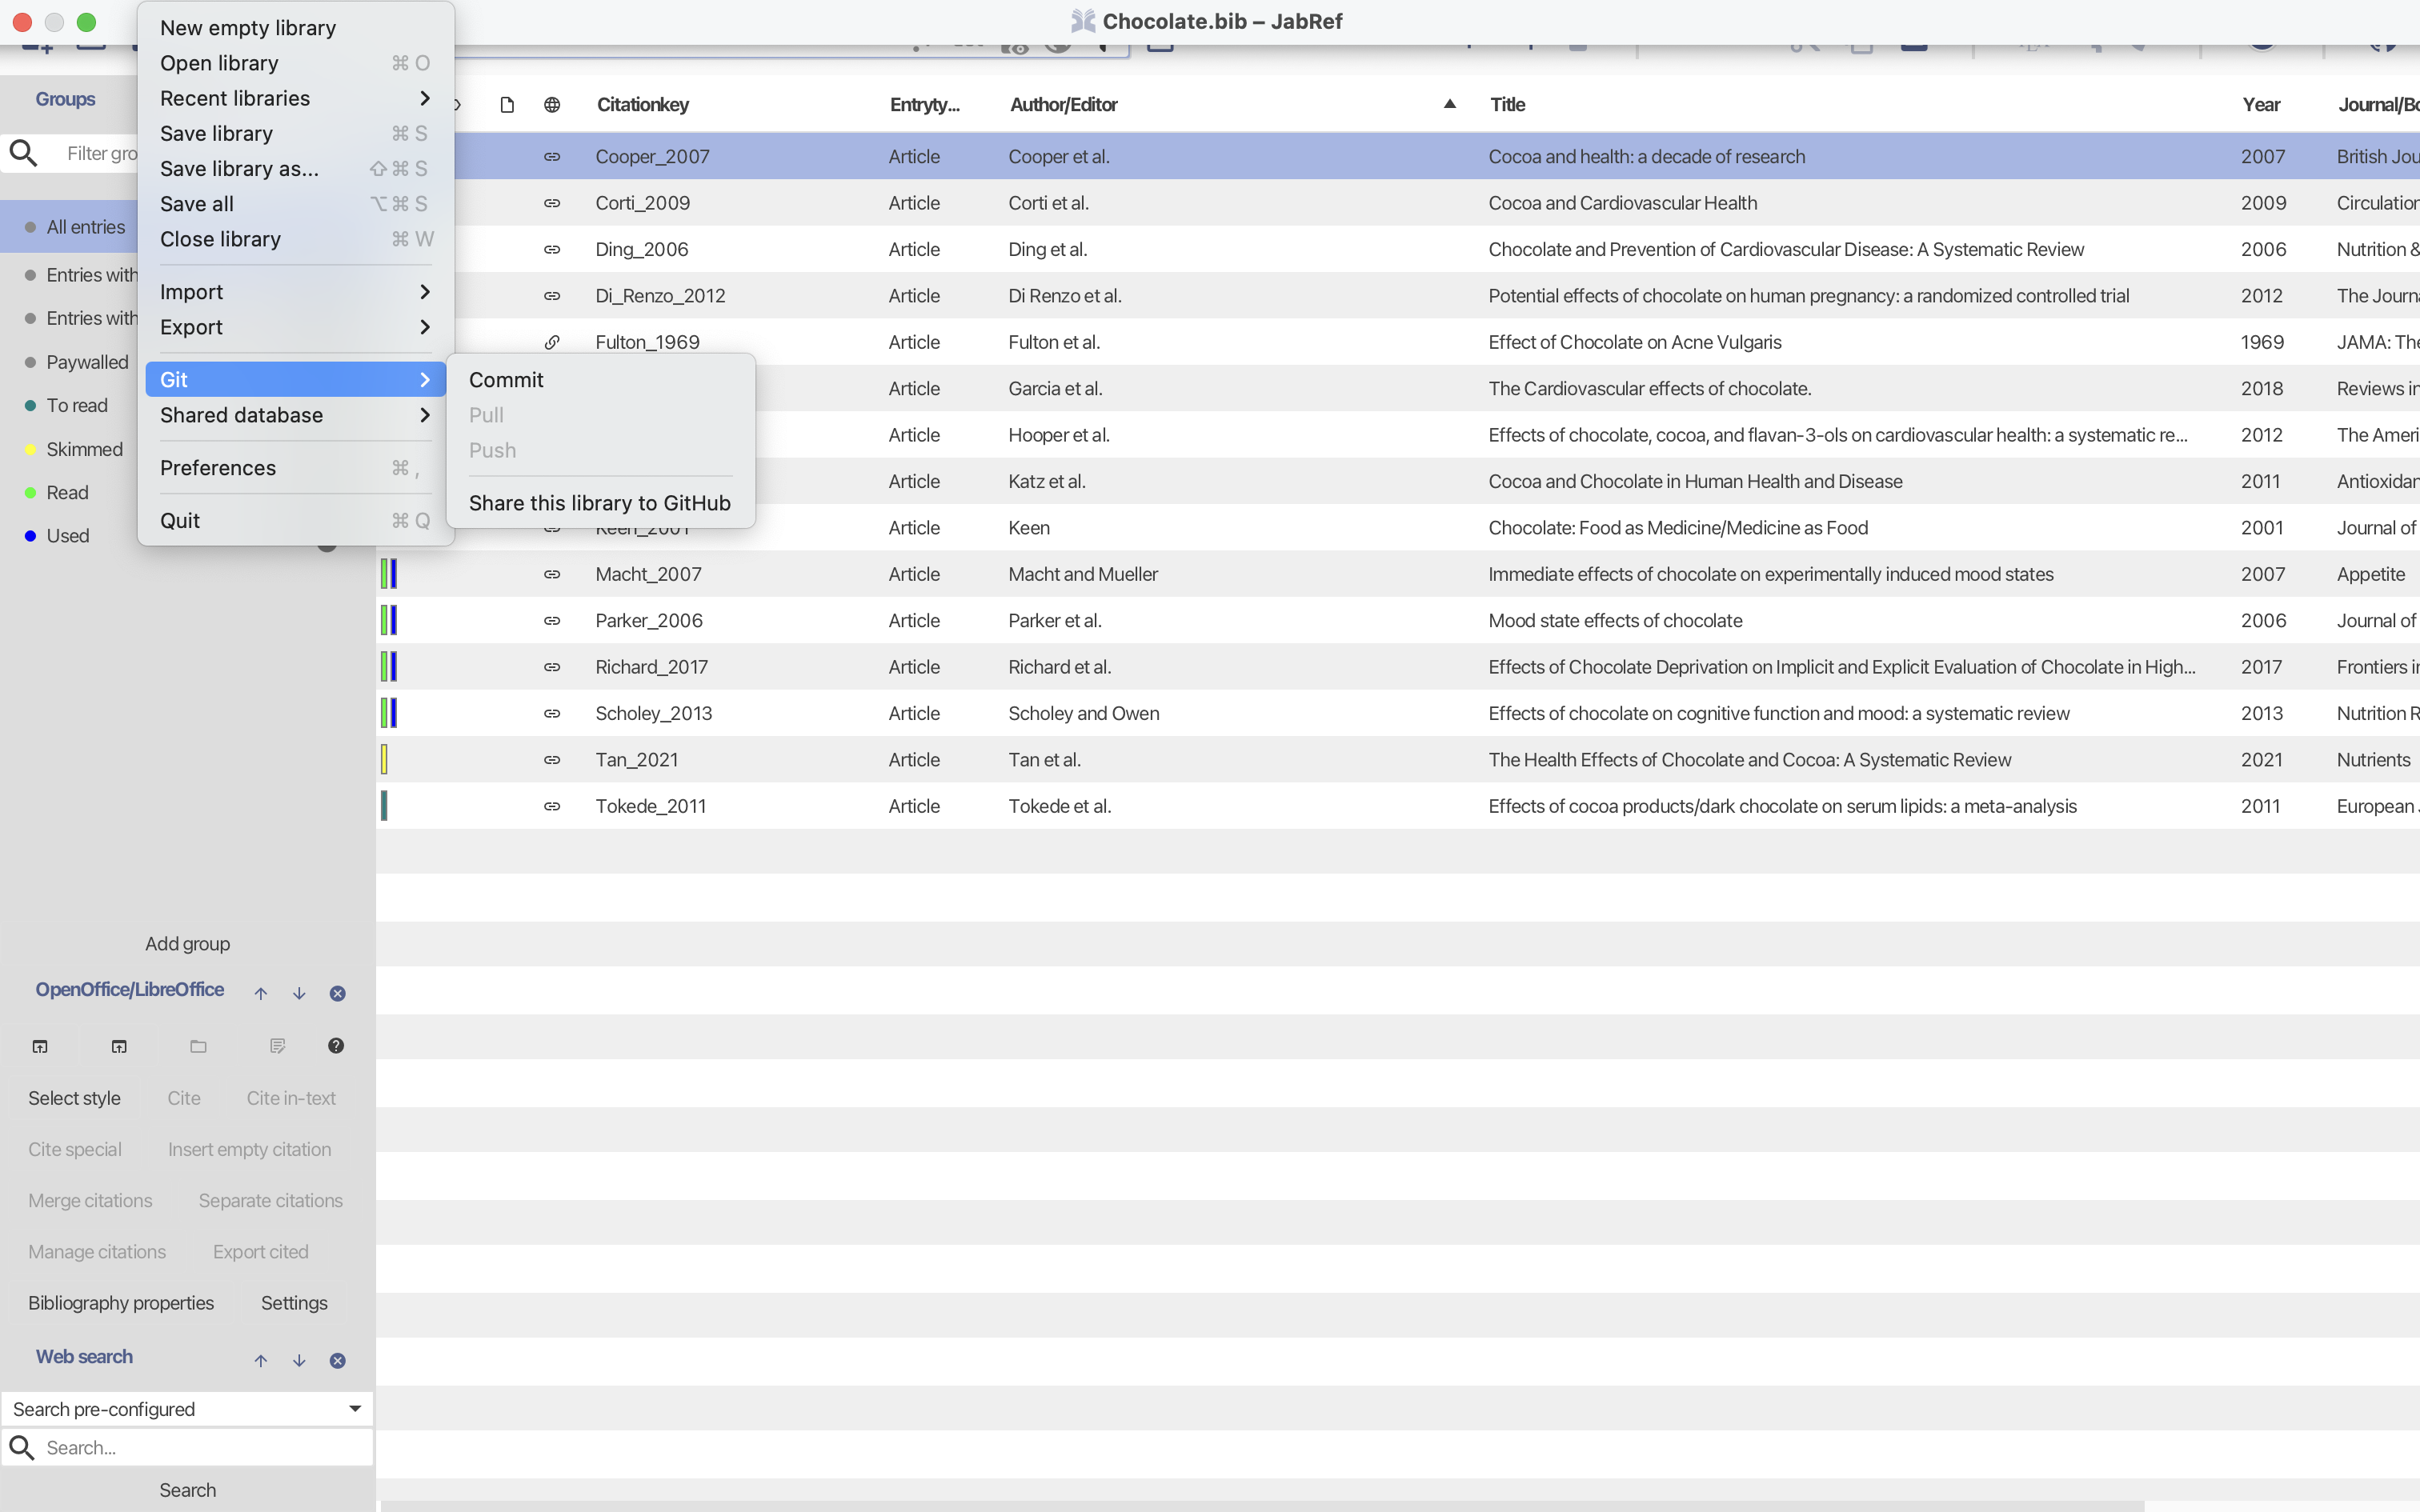 Chocolate.bib – JabRef
New empty library
Open library ⌘ O
Recent libraries
Save library ⌘ S
Save library as... ⇧ ⌘ S
Save all ⌥ ⌘ S
Close library ⌘ W
Import
Export
Git
Shared database
Preferences ⌘ ,
Quit ⌘ Q
Commit
Pull
Push
Share this library to GitHub
Groups
Filter gro
All entries
Entries with
Entries with
Paywalled
To read
Skimmed
Read
Used
Add group
OpenOffice/LibreOffice
Select style Cite Cite in-text
Cite special Insert empty citation
Merge citations Separate citations
Manage citations Export cited
Bibliography properties Settings
Web search
Search pre-configured
Search...
Search
Citationkey Entryty... Author/Editor Title Year Journal/Bo
Cooper_2007 Article Cooper et al. Cocoa and health: a decade of research 2007 British Jou
Corti_2009 Article Corti et al. Cocoa and Cardiovascular Health 2009 Circulation
Ding_2006 Article Ding et al. Chocolate and Prevention of Cardiovascular Disease: A Systematic Review 2006 Nutrition &
Di_Renzo_2012 Article Di Renzo et al. Potential effects of chocolate on human pregnancy: a randomized controlled trial 2012 The Journa
Fulton_1969 Article Fulton et al. Effect of Chocolate on Acne Vulgaris 1969 JAMA: The
Article Garcia et al. The Cardiovascular effects of chocolate. 2018 Reviews in
Article Hooper et al. Effects of chocolate, cocoa, and flavan-3-ols on cardiovascular health: a systematic re... 2012 The Ameri
Article Katz et al. Cocoa and Chocolate in Human Health and Disease 2011 Antioxidan
Keen_2001 Article Keen Chocolate: Food as Medicine/Medicine as Food 2001 Journal of
Macht_2007 Article Macht and Mueller Immediate effects of chocolate on experimentally induced mood states 2007 Appetite
Parker_2006 Article Parker et al. Mood state effects of chocolate 2006 Journal of
Richard_2017 Article Richard et al. Effects of Chocolate Deprivation on Implicit and Explicit Evaluation of Chocolate in High... 2017 Frontiers in
Scholey_2013 Article Scholey and Owen Effects of chocolate on cognitive function and mood: a systematic review 2013 Nutrition R
Tan_2021 Article Tan et al. The Health Effects of Chocolate and Cocoa: A Systematic Review 2021 Nutrients
Tokede_2011 Article Tokede et al. Effects of cocoa products/dark chocolate on serum lipids: a meta-analysis 2011 European